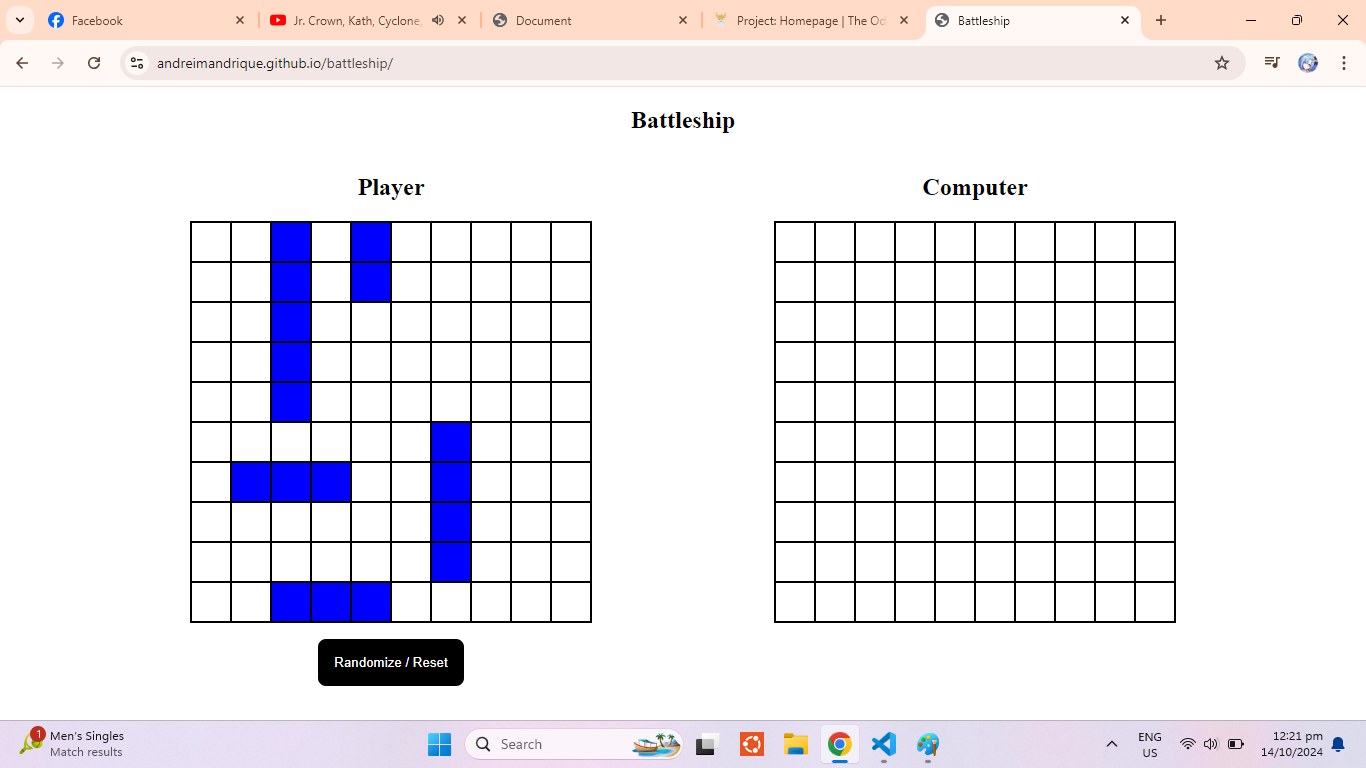 Facebook
Jr. Crown, Kath, Cyclone,
Document
Project: Homepage | The Od
Battleship
andreimandrique.github.io/battleship/
Battleship
Player
Computer
Randomize / Reset
1
Men's Singles
Match results
Search
ENG
US
12:21 pm
14/10/2024